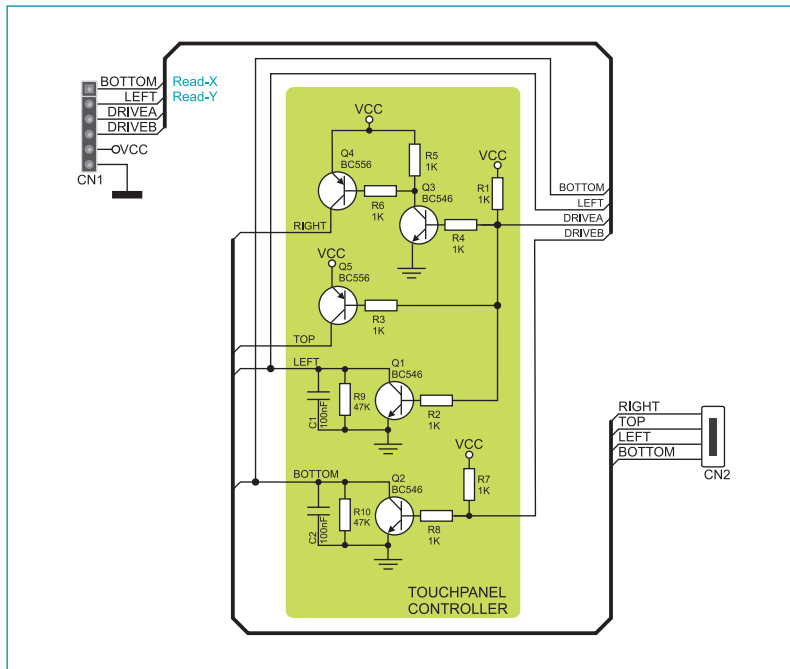 BOTTOM Read-X
LEFT Read-Y
DRIVEA
DRIVEB
VCC
CN1
VCC
Q4
BC556
R5
1K
VCC
Q3
BC546
R1
1K
R6
1K
R4
1K
RIGHT
BOTTOM
LEFT
DRIVEA
DRIVEB
VCC
Q5
BC556
R3
1K
TOP
LEFT
Q1
BC546
C1
100nF
R9
47K
R2
1K
RIGHT
TOP
LEFT
BOTTOM
CN2
VCC
BOTTOM
Q2
BC546
R7
1K
C2
100nF
R10
47K
R8
1K
TOUCHPANEL
CONTROLLER